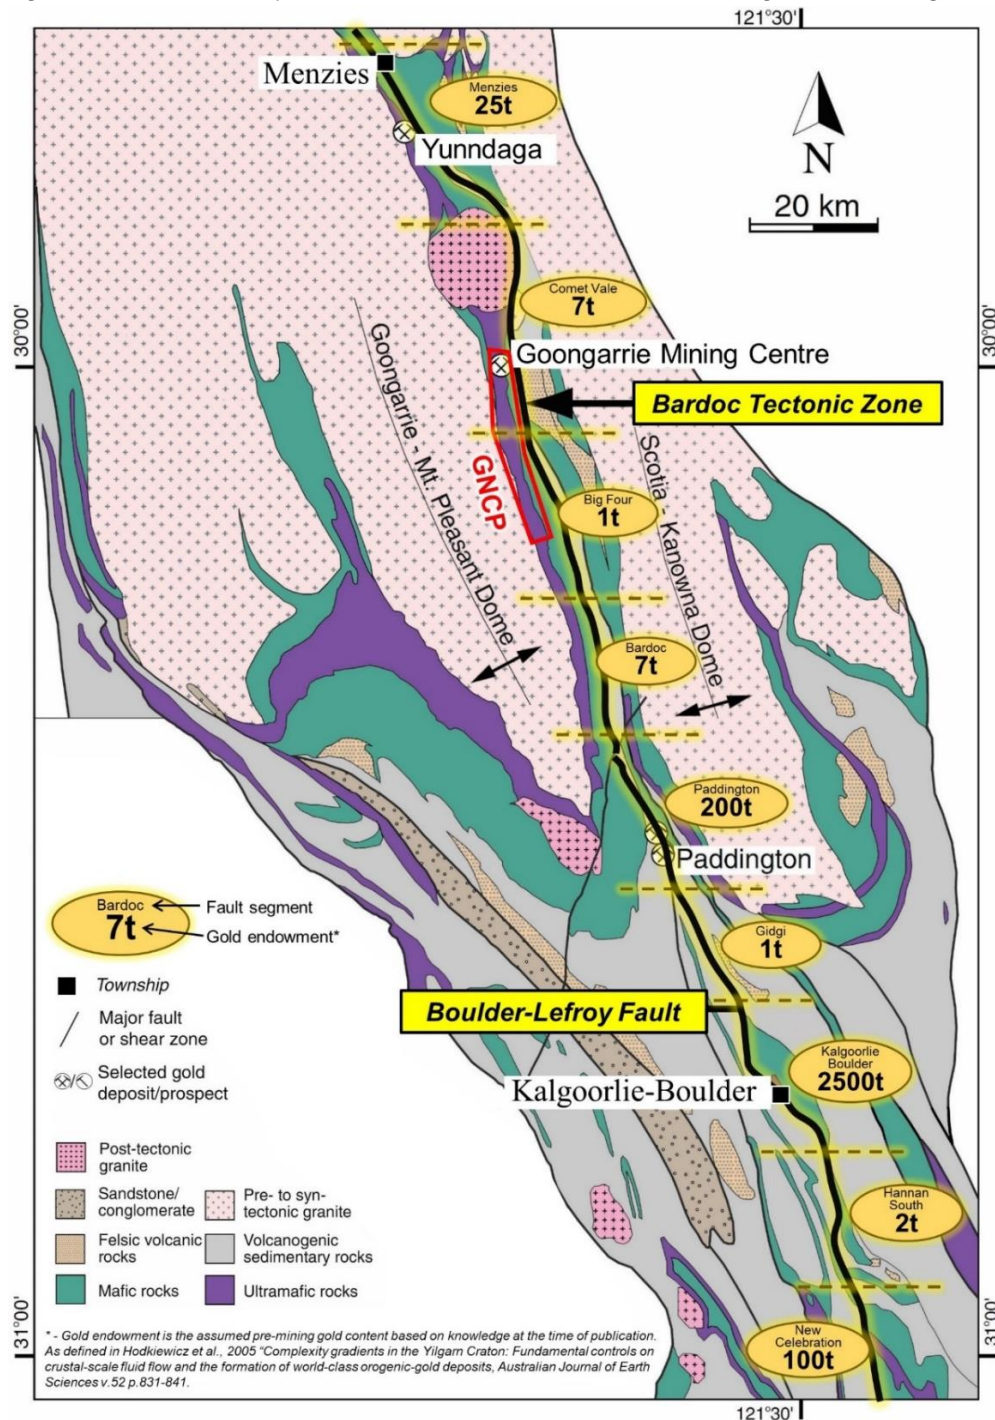 121°30'
Menzies
Menzies
25t
Yunndaga
N
20 km
Comet Vale
7t
30°00'
30°00'
Goongarrie Mining Centre
Bardoc Tectonic Zone
Goongarrie - Mt. Pleasant Dome
Scotia - Kanowna Dome
GNCP
Big Four
1t
Bardoc
7t
Paddington
200t
Paddington
Bardoc
7t
Fault segment
Gold endowment*
Gidgi
1t
Township
Boulder-Lefroy Fault
Major fault
or shear zone
Kalgoorlie
Boulder
2500t
Selected gold
deposit/prospect
Kalgoorlie-Boulder
Post-tectonic
granite
Sandstone/
conglomerate
Pre- to syn-
tectonic granite
Felsic volcanic
rocks
Volcanogenic
sedimentary rocks
Mafic rocks
Ultramafic rocks
Hannan
South
2t
New
Celebration
100t
31°00'
31°00'
* - Gold endowment is the assumed pre-mining gold content based on knowledge at the time of publication.
As defined in Hodkiewicz et al., 2005 "Complexity gradients in the Yilgarn Craton: Fundamental controls on
crustal-scale fluid flow and the formation of world-class orogenic-gold deposits, Australian Journal of Earth
Sciences v.52 p.831-841.
121°30'